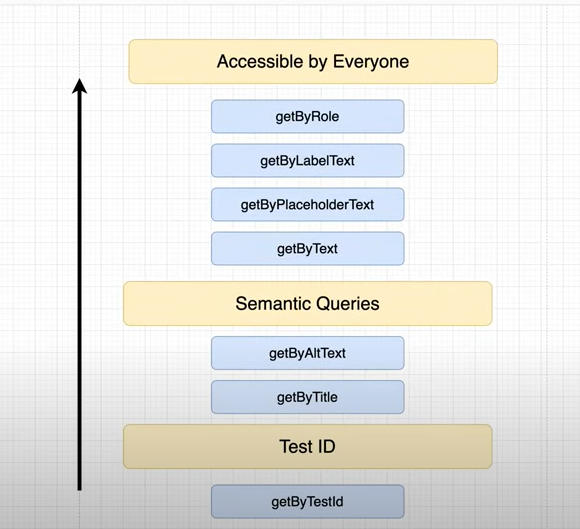 Accessible by Everyone
getByRole
getByLabelText
getByPlaceholderText
getByText
Semantic Queries
getByAltText
getByTitle
Test ID
getByTestId